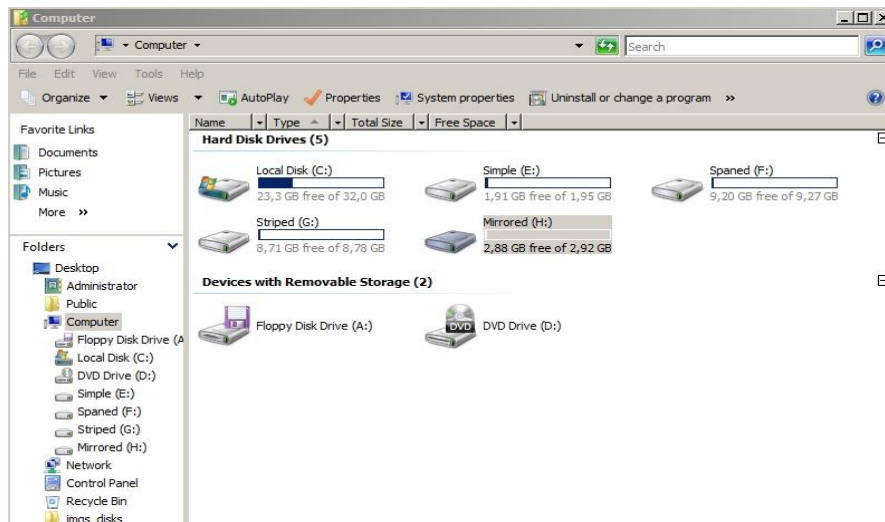 Computer
Computer
Search
File Edit View Tools Help
Organize Views AutoPlay Properties System properties Uninstall or change a program »
Favorite Links
Documents
Pictures
Music
More »
Folders
Desktop
Administrator
Public
Computer
Floppy Disk Drive (A
Local Disk (C:)
DVD Drive (D:)
Simple (E:)
Spaned (F:)
Striped (G:)
Mirrored (H:)
Network
Control Panel
Recycle Bin
imgs_disks
Name Type Total Size Free Space
Hard Disk Drives (5)
Local Disk (C:)
23,3 GB free of 32,0 GB
Simple (E:)
1,91 GB free of 1,95 GB
Spaned (F:)
9,20 GB free of 9,27 GB
Striped (G:)
8,71 GB free of 8,78 GB
Mirrored (H:)
2,88 GB free of 2,92 GB
Devices with Removable Storage (2)
Floppy Disk Drive (A:)
DVD
DVD Drive (D:)